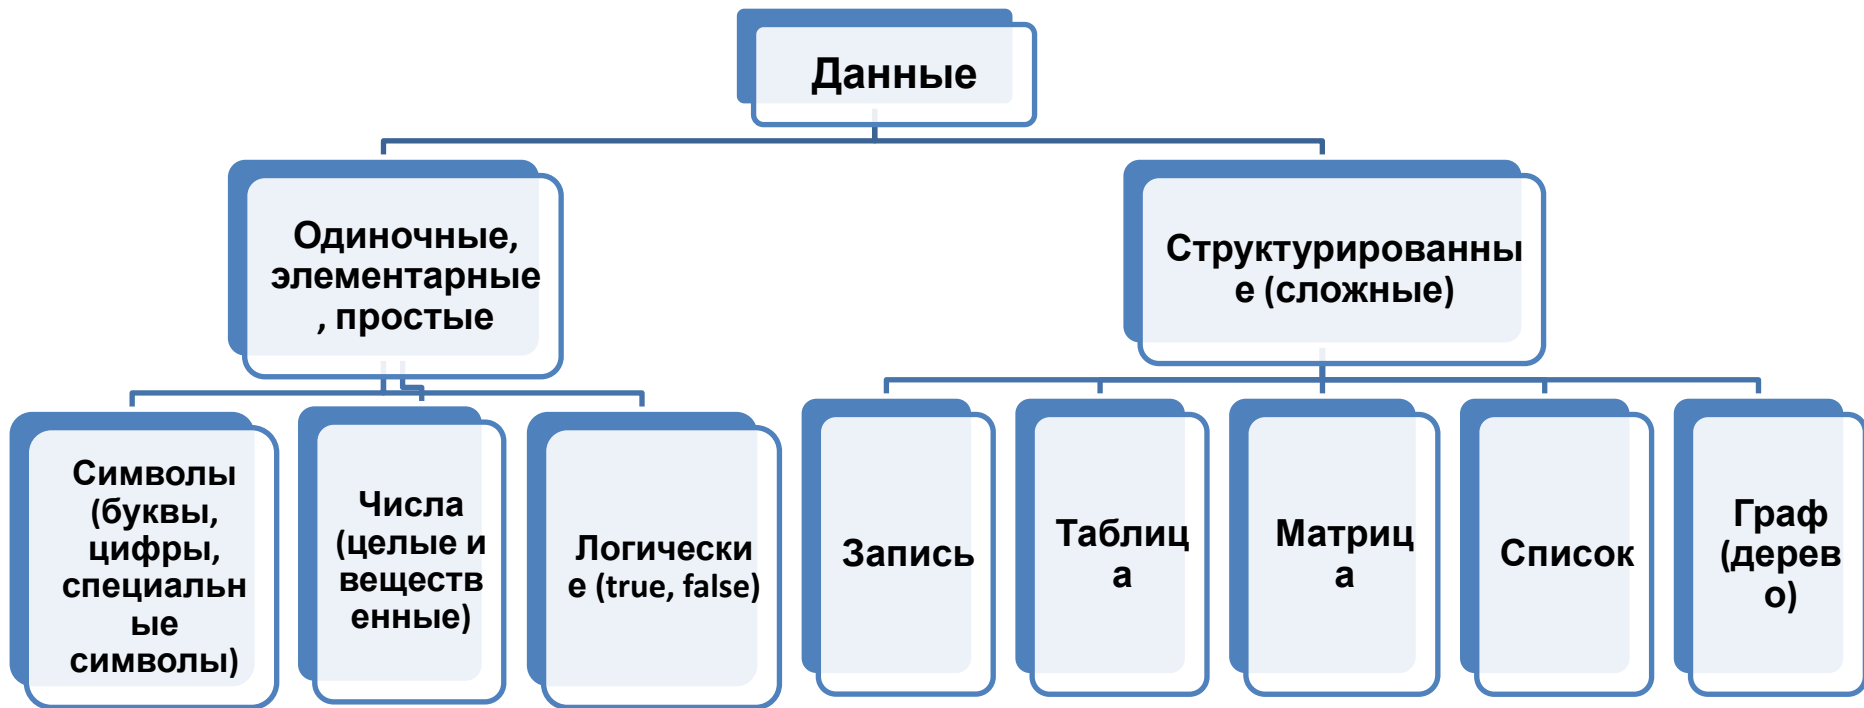 Данные
Одиночные,
элементарные
, простые
Структурированны
е (сложные)
Символы
(буквы,
цифры,
специальн
ые
символы)
Числа
(целые и
веществ
енные)
Логически
е (true, false)
Запись
Таблиц
а
Матриц
а
Список
Граф
(дерев
о)